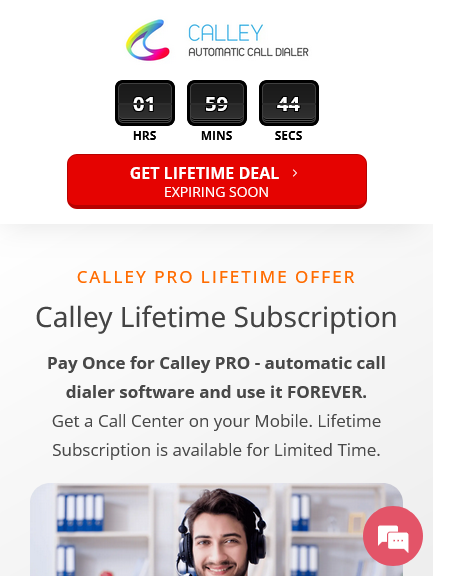 CALLEY
AUTOMATIC CALL DIALER
01 59 44
HRS MINS SECS
GET LIFETIME DEAL >
EXPIRING SOON
CALLEY PRO LIFETIME OFFER
Calley Lifetime Subscription
Pay Once for Calley PRO - automatic call
dialer software and use it FOREVER.
Get a Call Center on your Mobile. Lifetime
Subscription is available for Limited Time.